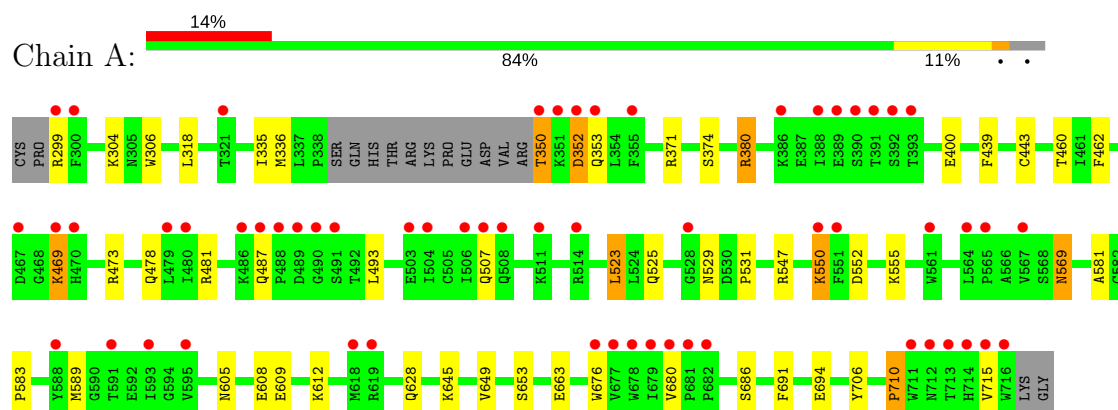 14%
Chain A:
84% 11% • •
CYS PRO R299 F300 K304 N305 W306 L318 T321 I335 M336 L337 P338 SER GLN HIS THR ARG LYS PRO GLU ASP VAL ARG T350 K351 D352 Q353 L354 F355 R371 S374 R380 K386 E387 I388 E389 S390 T391 S392 T393 E400 F439 C443 T460 I461 F462
D467 G468 K469 H470 R473 Q478 L479 I480 R481 K486 Q487 P488 D489 G490 S491 T492 L493 E503 I504 C505 I506 Q507 Q508 K511 R514 L523 L524 Q525 G528 N529 D530 P531 R547 K550 F551 D552 K555 W561 L564 P565 A566 V567 S568 N569 A581 G582
P583 Y588 M589 G590 T591 E592 I593 G594 V595 N605 E608 E609 K612 M618 R619 Q628 K645 V649 S653 E663 W676 V677 W678 I679 V680 P681 P682 S686 F691 E694 Y706 P710 W711 N712 T713 H714 V715 W716 LYS GLY